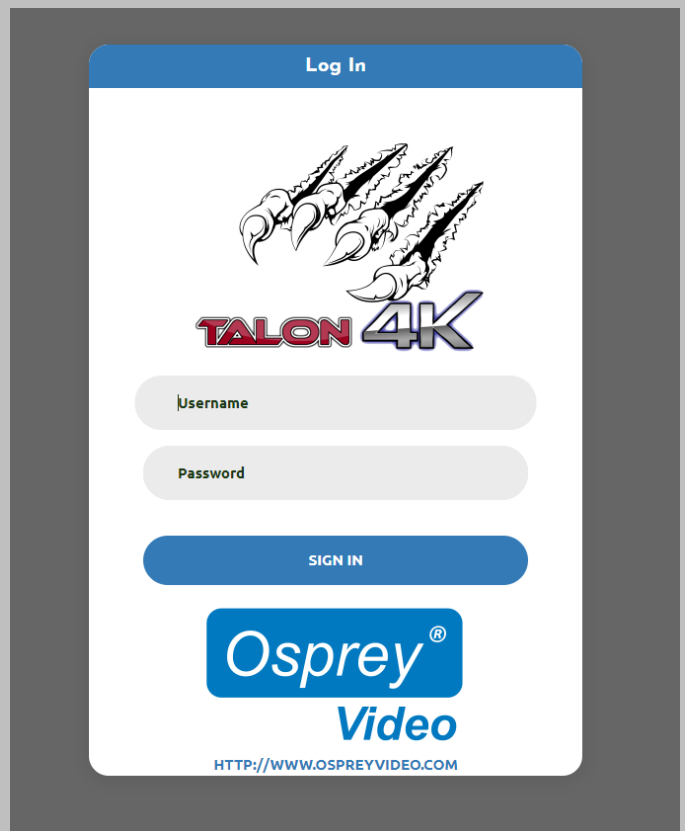 Log In
TALON 4K
Username
Password
SIGN IN
Osprey®
Video
HTTP://WWW.OSPREYVIDEO.COM